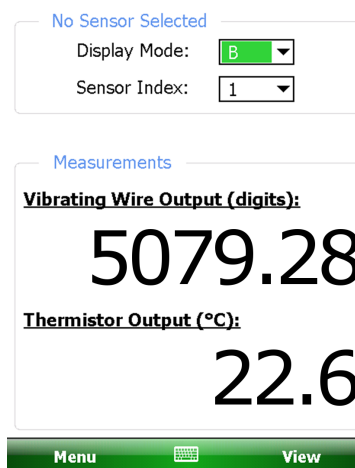 No Sensor Selected
Display Mode: B
Sensor Index: 1
Measurements
Vibrating Wire Output (digits):
5079.28
Thermistor Output (°C):
22.6
Menu View